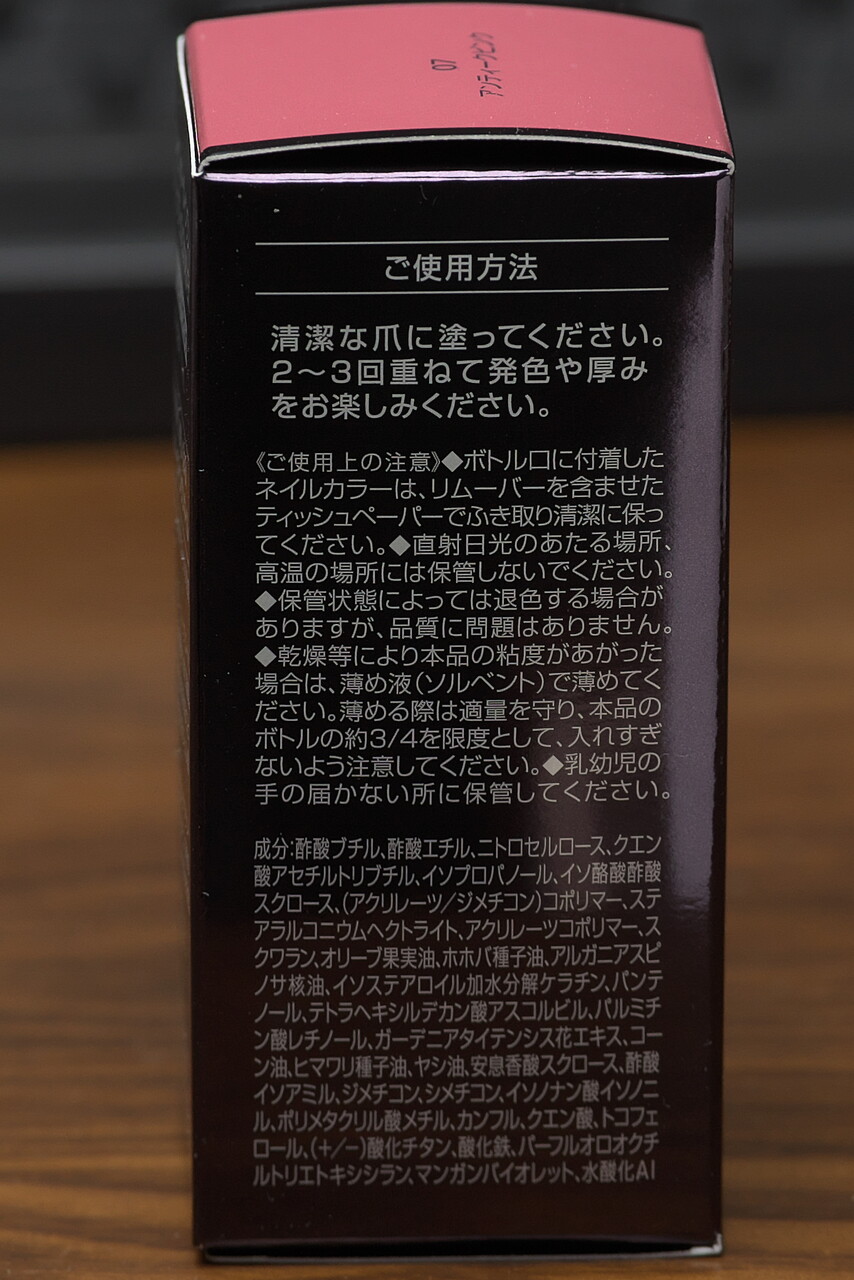 07
アンティークピンク
ご使用方法
清潔な爪に塗ってください。
2〜3回重ねて発色や厚み
をお楽しみください。
《ご使用上の注意》◆ボトル口に付着した
ネイルカラーは、リムーバーを含ませた
ティッシュペーパーでふき取り清潔に保っ
てください。◆直射日光のあたる場所、
高温の場所には保管しないでください。
◆保管状態によっては退色する場合が
ありますが、品質に問題はありません。
◆乾燥等により本品の粘度があがった
場合は、薄め液(ソルベント)で薄めてく
ださい。薄める際は適量を守り、本品の
ボトルの約3/4を限度として、入れすぎ
ないよう注意してください。◆乳幼児の
手の届かない所に保管してください。
成分:酢酸ブチル、酢酸エチル、ニトロセルロース、クエン
酸アセチルトリブチル、イソプロパノール、イソ酪酸酢酸
スクロース、(アクリレーツ/ジメチコン)コポリマー、ステ
アラルコニウムヘクトライト、アクリレーツコポリマー、ス
クワラン、オリーブ果実油、ホホバ種子油、アルガニアスピ
ノサ核油、イソステアロイル加水分解ケラチン、パンテ
ノール、テトラヘキシルデカン酸アスコルビル、パルミチ
ン酸レチノール、ガーデニアタイテンシス花エキス、コー
ン油、ヒマワリ種子油、ヤシ油、安息香酸スクロース、酢酸
イソアミル、ジメチコン、シメチコン、イソノナン酸イソノニ
ル、ポリメタクリル酸メチル、カンフル、クエン酸、トコフェ
ロール、(+/−)酸化チタン、酸化鉄、パーフルオロオクチ
ルトリエトキシシラン、マンガンバイオレット、水酸化Al